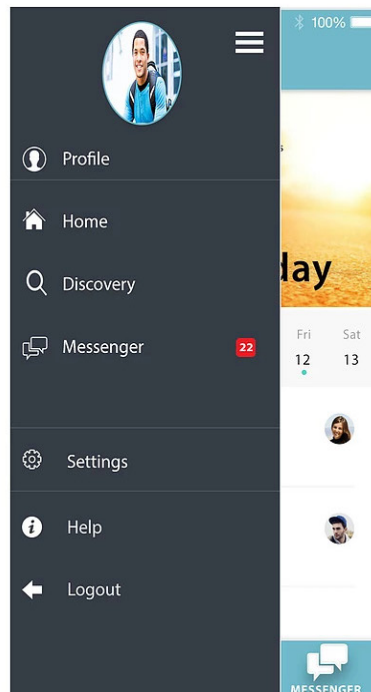 100%
Profile
Home
Discovery
Messenger
22
Settings
Help
Logout
day
Fri Sat
12 13
MESSENGER